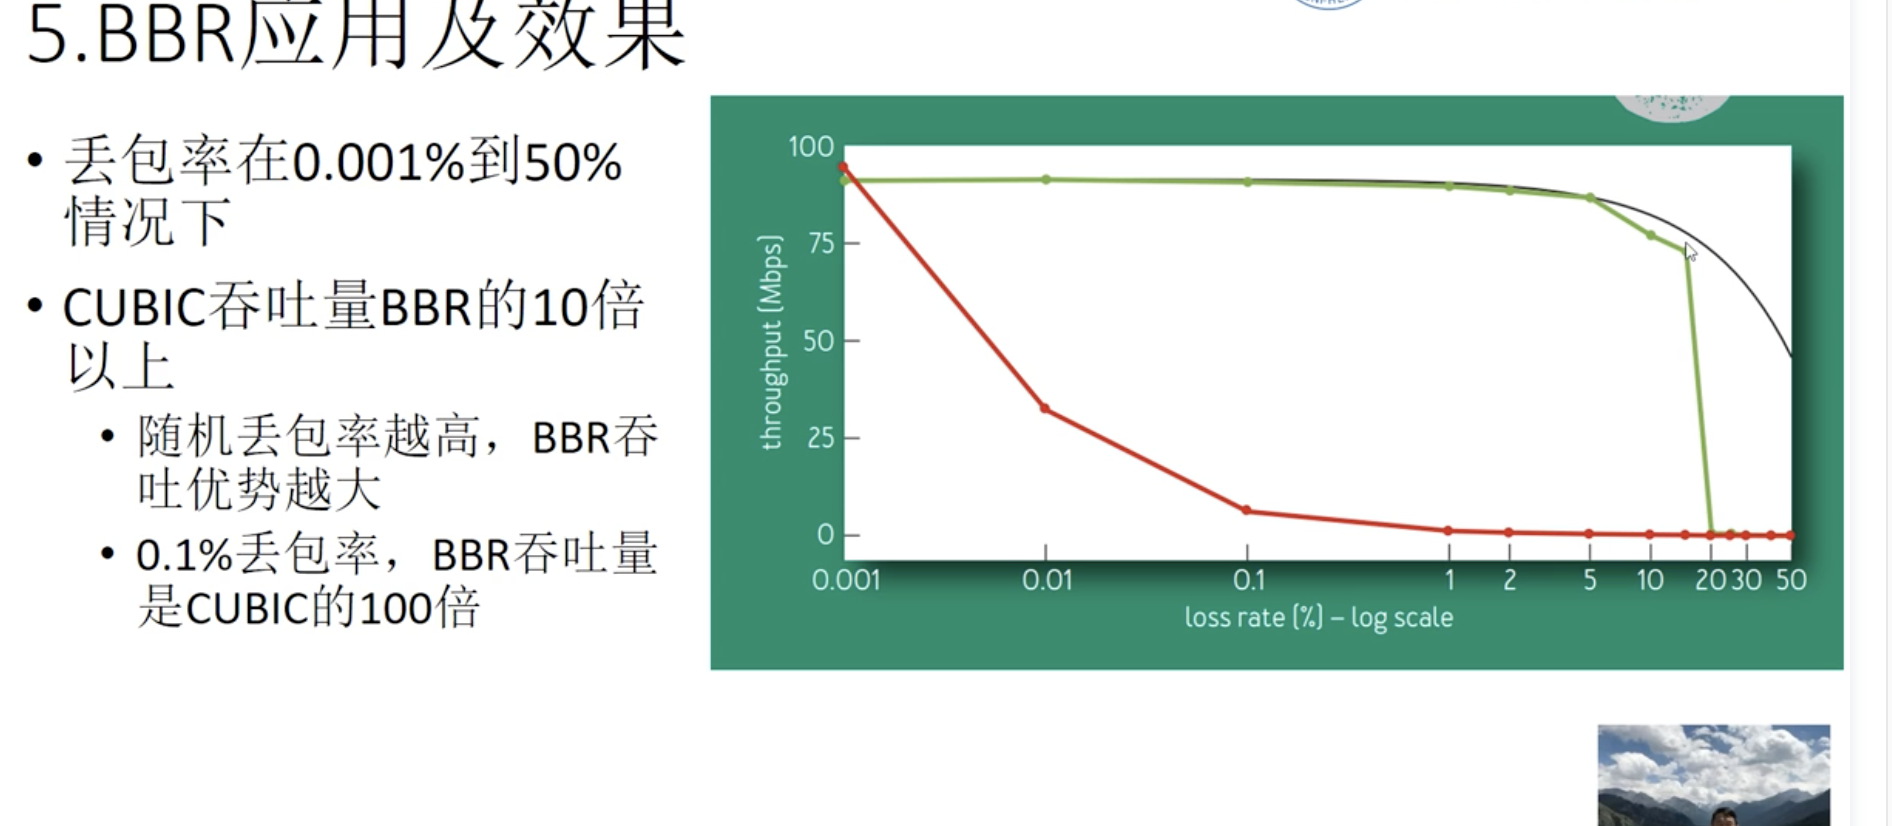 5.BBR应用及效果
• 丢包率在0.001%到50%
情况下
• CUBIC吞吐量BBR的10倍
以上
• 随机丢包率越高，BBR吞
吐优势越大
• 0.1%丢包率，BBR吞吐量
是CUBIC的100倍
throughput (Mbps)
100
75
50
25
0
0.001 0.01 0.1 1 2 5 10 20 30 50
loss rate (%) – log scale